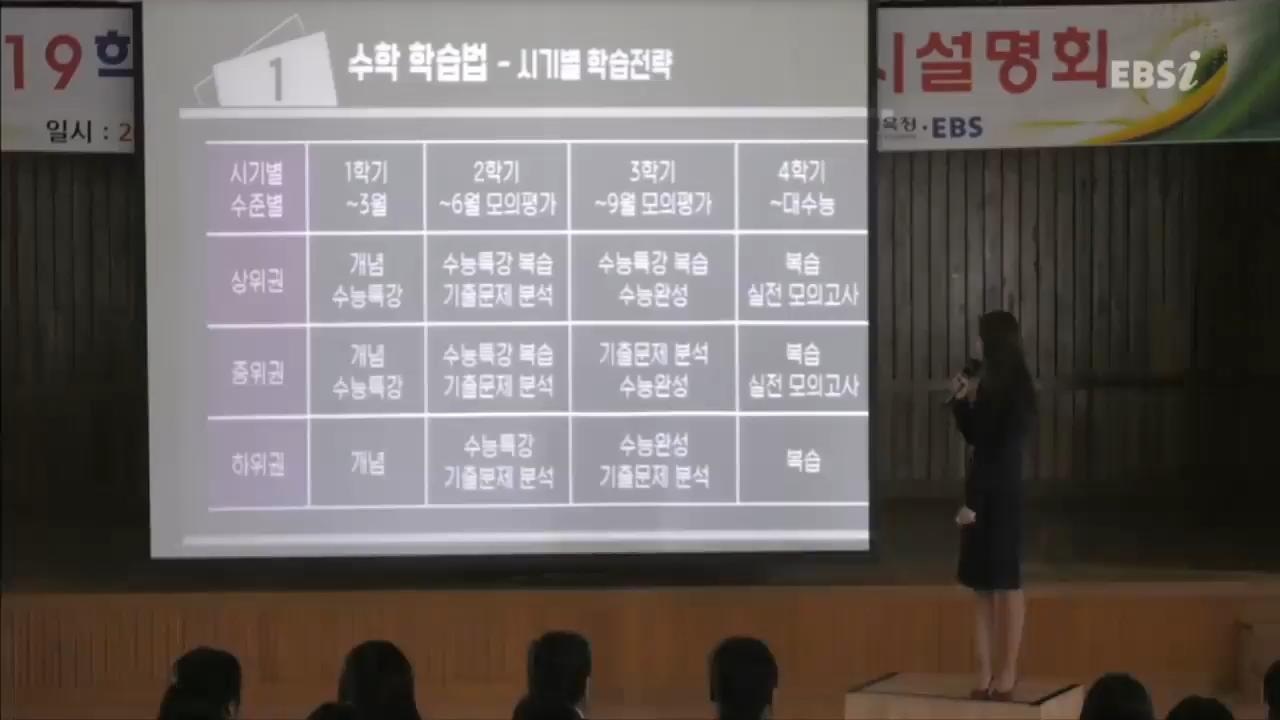 19학
시설명회
EBSi
일시 : 2
육청·EBS
1
수학 학습법 - 시기별 학습전략
시기별 1학기 2학기 3학기 4학기
수준별 ~3월 ~6월 모의평가 ~9월 모의평가 ~대수능
상위권 개념 수능특강 복습 수능특강 복습 복습
수능특강 기출문제 분석 수능완성 실전 모의고사
중위권 개념 수능특강 복습 기출문제 분석 복습
수능특강 기출문제 분석 수능완성 실전 모의고사
하위권 개념 수능특강 수능완성 복습
기출문제 분석 기출문제 분석